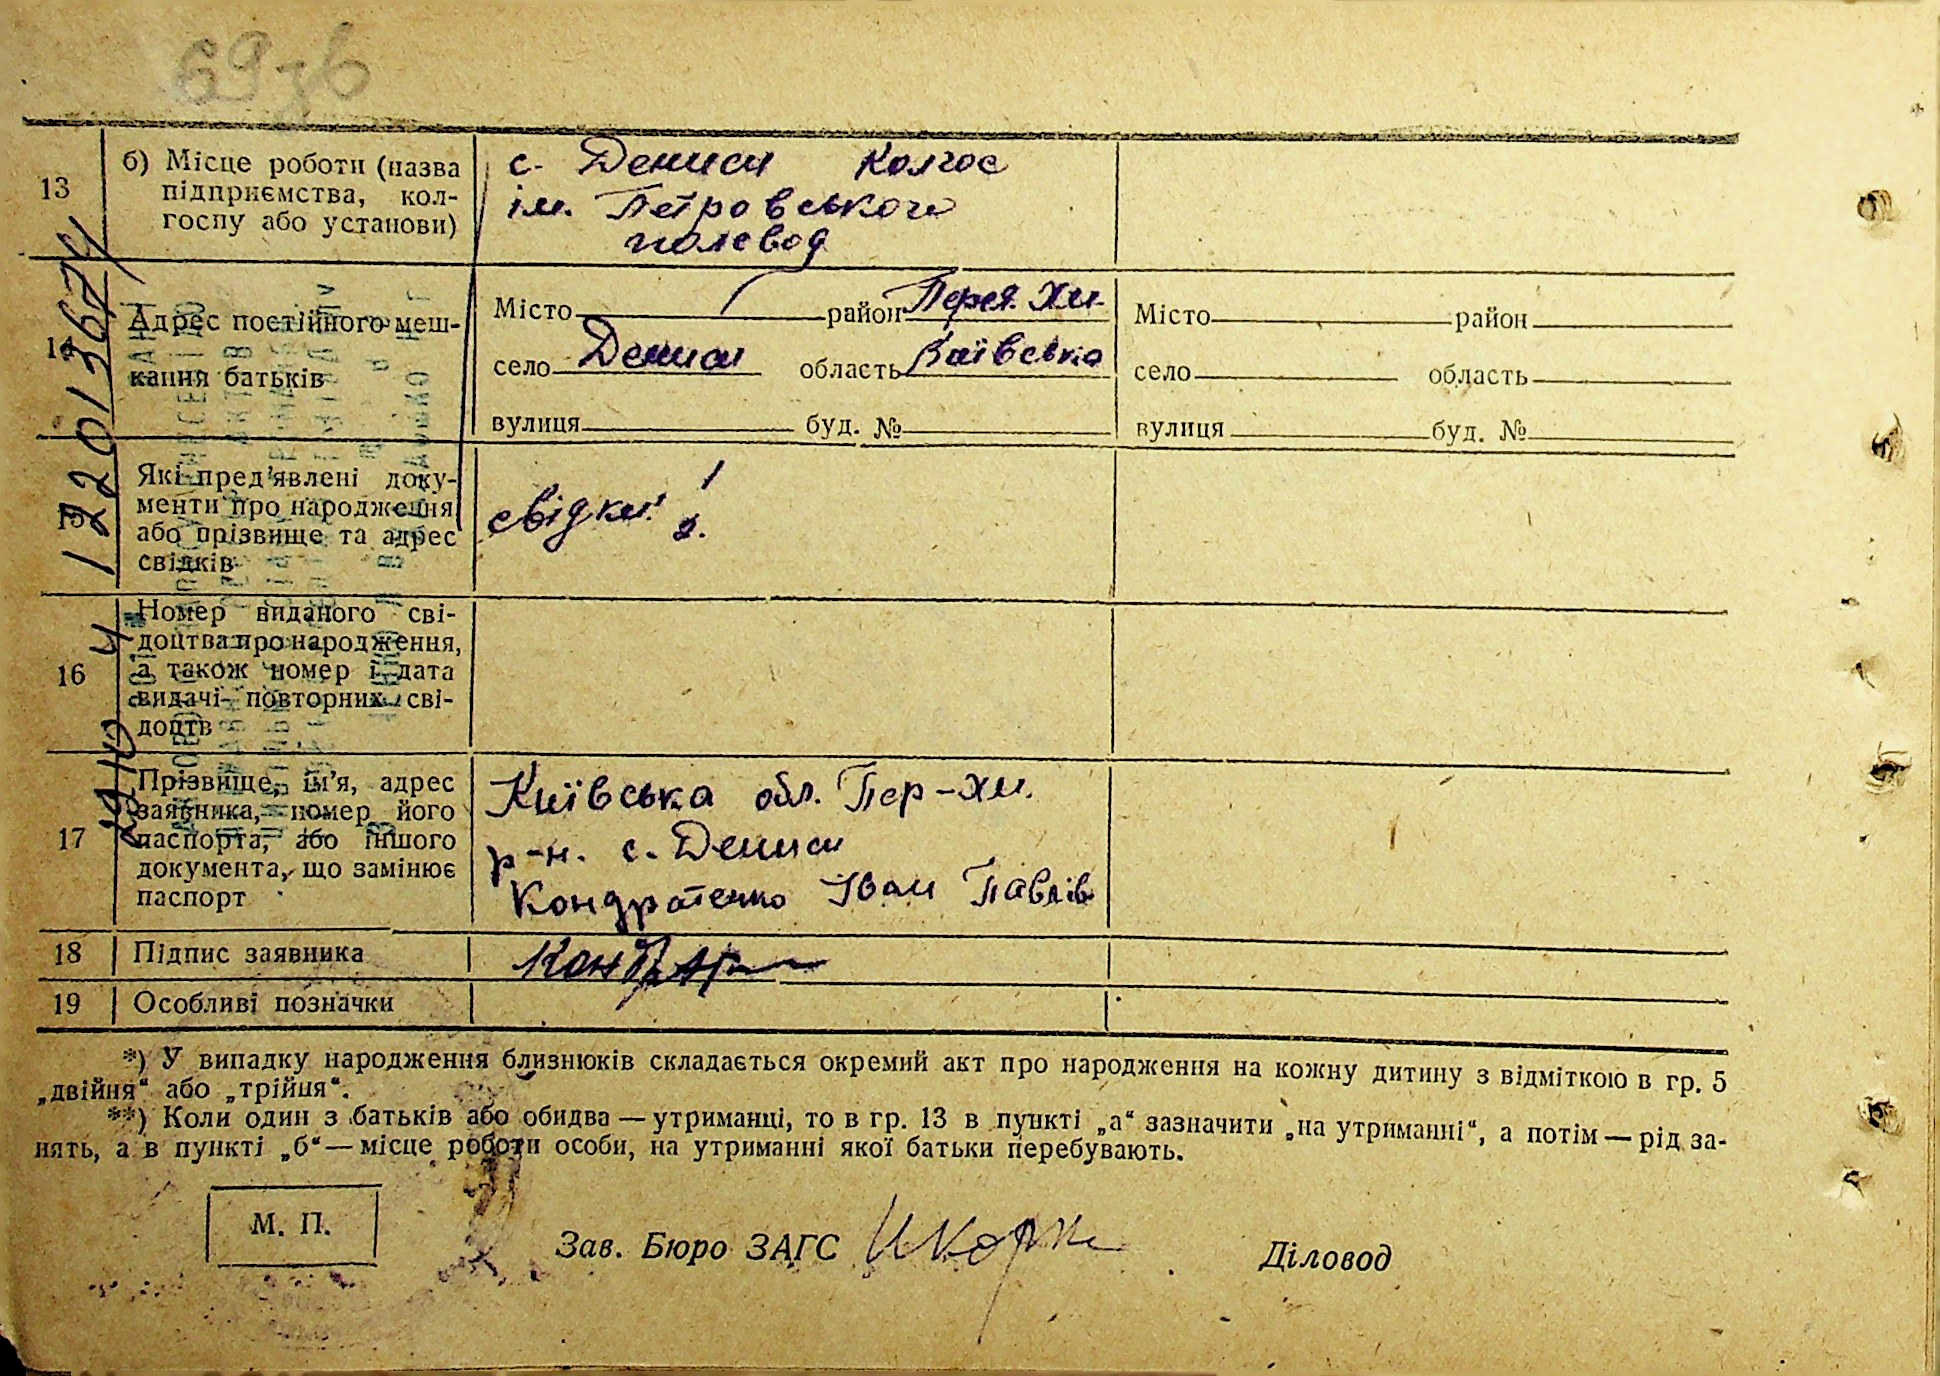 69зв
13
б) Місце роботи (назва
підприємства, кол-
госпу або установи)
с. Дениси Колгос
ім. Петровського
полевод
14
Адрес постійного меш-
кання батьків
Місто район Перея. Хм.
село Дениси область Київська
вулиця буд. №
Місто район
село область
вулиця буд. №
15
Які пред'явлені доку-
менти про народження
або прізвище та адрес
свідків
свідки: 1
2.
16
Номер виданого сві-
доцтва про народження,
а також номер і дата
видачі повторних сві-
доцтв
17
Прізвище, ім'я, адрес
заявника, номер його
паспорта, або іншого
документа, що замінює
паспорт
Київська обл. Пер-Хм.
р-н. с. Дениси
Кондратенко Іван Павлів
18
Підпис заявника
19
Особливі позначки
*) У випадку народження близнюків складається окремий акт про народження на кожну дитину з відміткою в гр. 5
„двійня“ або „трійня“.
**) Коли один з батьків або обидва — утриманці, то в гр. 13 в пункті „а“ зазначити „на утриманні“, а потім — рід за-
нять, а в пункті „б“ — місце роботи особи, на утриманні якої батьки перебувають.
М. П.
Зав. Бюро ЗАГС
Діловод